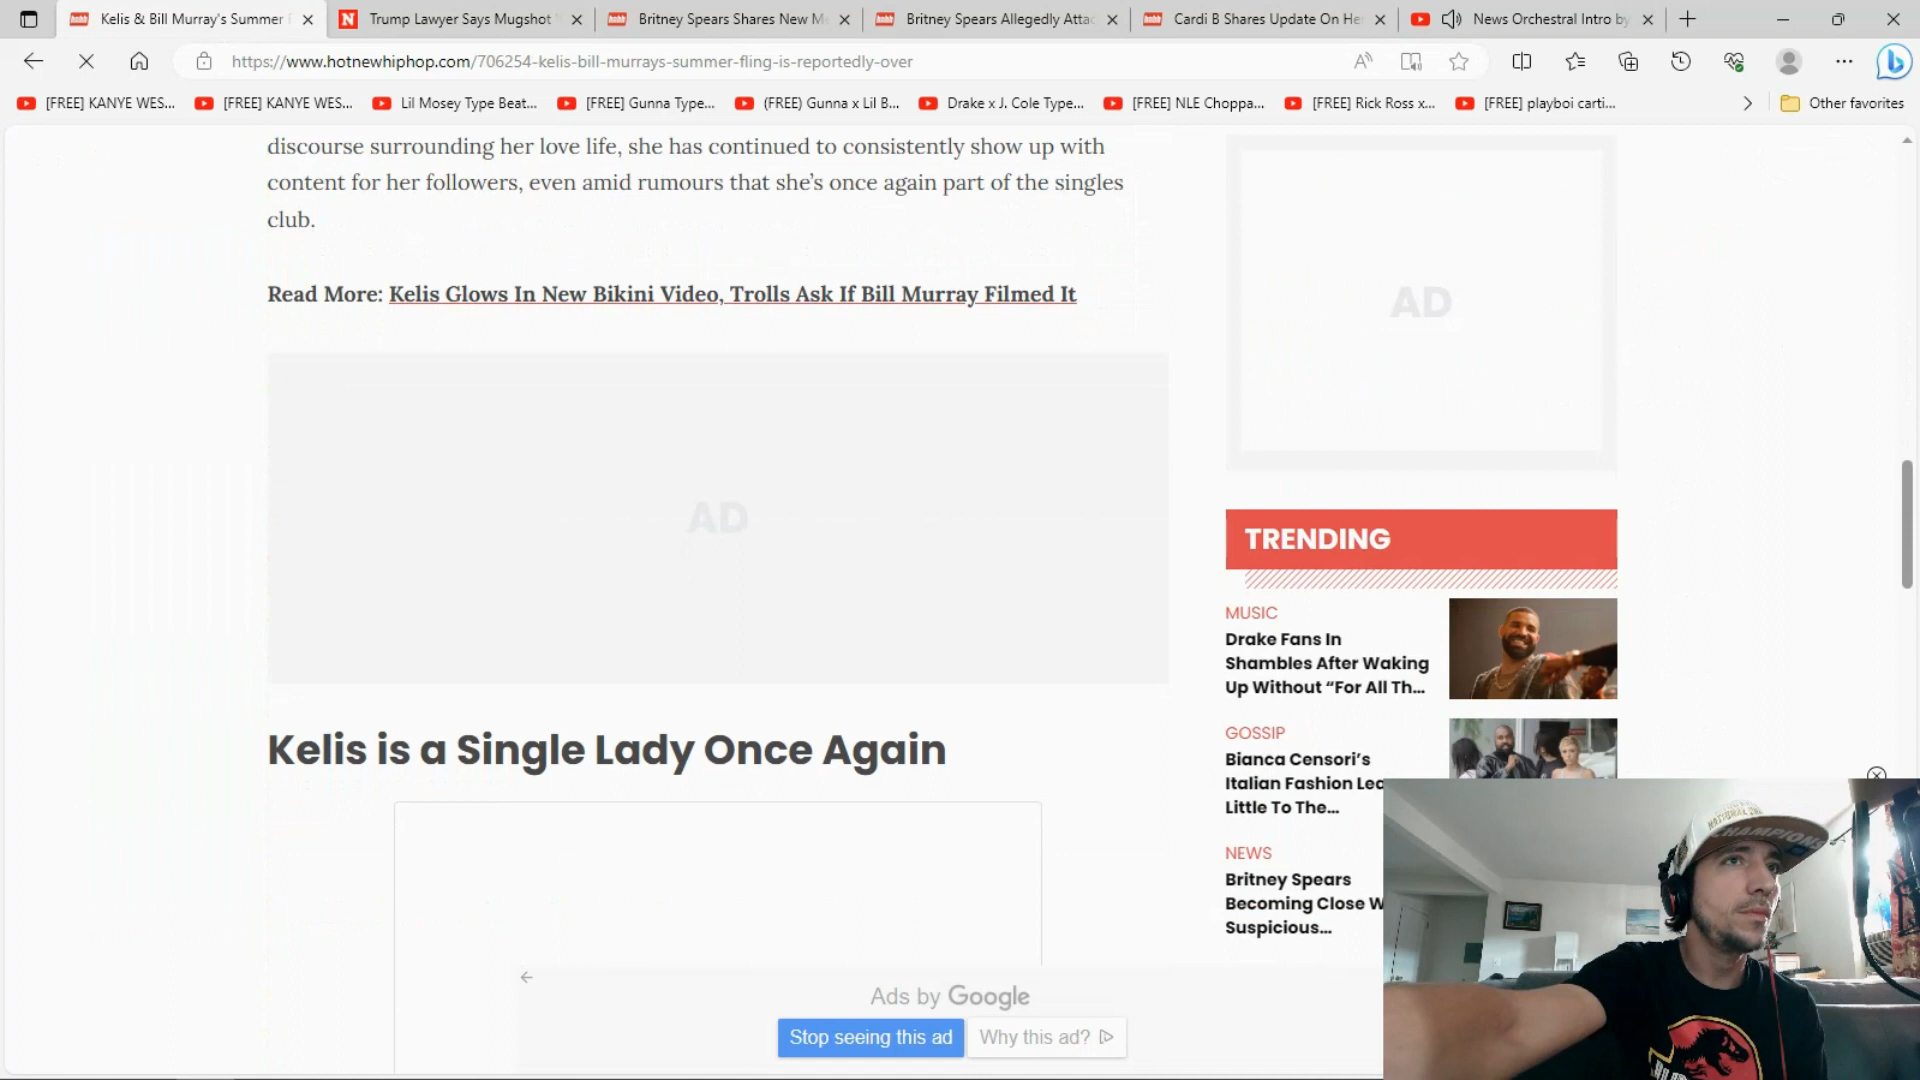 Kelis & Bill Murray's Summer
Trump Lawyer Says Mugshot
Britney Spears Shares New M
Britney Spears Allegedly Atta
Cardi B Shares Update On He
News Orchestral Intro by
https://www.hotnewhiphop.com/706254-kelis-bill-murrays-summer-fling-is-reportedly-over
[FREE] KANYE WES...
[FREE] KANYE WES...
Lil Mosey Type Beat...
[FREE] Gunna Type...
(FREE) Gunna x Lil B...
Drake x J. Cole Type...
[FREE] NLE Choppa...
[FREE] Rick Ross x...
[FREE] playboi carti...
Other favorites
discourse surrounding her love life, she has continued to consistently show up with
content for her followers, even amid rumours that she’s once again part of the singles
club.
Read More: Kelis Glows In New Bikini Video, Trolls Ask If Bill Murray Filmed It
AD
Kelis is a Single Lady Once Again
AD
TRENDING
MUSIC
Drake Fans In
Shambles After Waking
Up Without “For All Th...
GOSSIP
Bianca Censori’s
Italian Fashion Lea
Little To The...
NEWS
Britney Spears
Becoming Close W
Suspicious...
Ads by Google
Stop seeing this ad
Why this ad?
CHAMPIONS